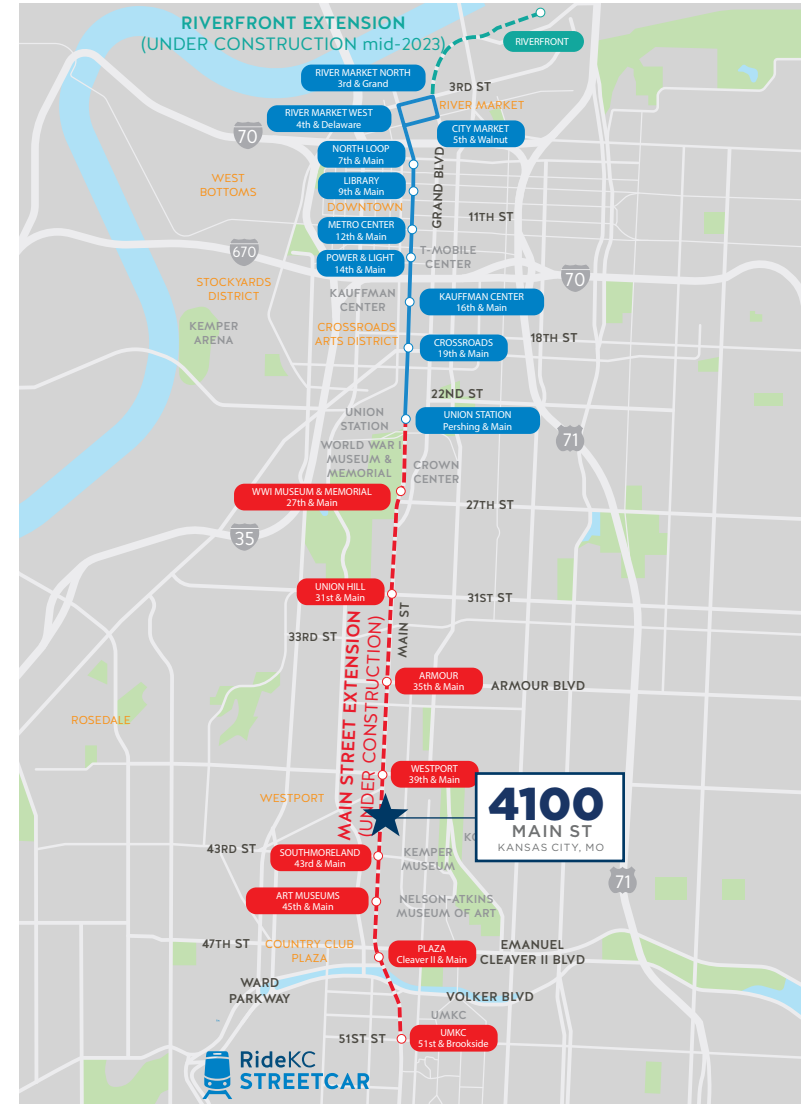 RIVERFRONT EXTENSION
(UNDER CONSTRUCTION mid-2023)
RIVERFRONT
RIVER MARKET NORTH
3rd & Grand
3RD ST
RIVER MARKET
RIVER MARKET WEST
4th & Delaware
CITY MARKET
5th & Walnut
70
NORTH LOOP
7th & Main
WEST
BOTTOMS
LIBRARY
9th & Main
DOWNTOWN
GRAND BLVD
11TH ST
METRO CENTER
12th & Main
670
T-MOBILE
CENTER
POWER & LIGHT
14th & Main
70
STOCKYARDS
DISTRICT
KAUFFMAN
CENTER
KAUFFMAN CENTER
16th & Main
KEMPER
ARENA
CROSSROADS
ARTS DISTRICT
CROSSROADS
19th & Main
18TH ST
22ND ST
UNION
STATION
UNION STATION
Pershing & Main
71
WORLD WAR I
MUSEUM &
MEMORIAL
CROWN
CENTER
WWI MUSEUM & MEMORIAL
27th & Main
27TH ST
35
UNION HILL
31st & Main
31ST ST
MAIN ST
33RD ST
MAIN STREET EXTENSION
(UNDER CONSTRUCTION)
ARMOUR
35th & Main
ARMOUR BLVD
ROSEDALE
WESTPORT
39th & Main
WESTPORT
4100
MAIN ST
KANSAS CITY, MO
43RD ST
SOUTHMORELAND
43rd & Main
KEMPER
MUSEUM
71
ART MUSEUMS
45th & Main
NELSON-ATKINS
MUSEUM OF ART
47TH ST
COUNTRY CLUB
PLAZA
PLAZA
Cleaver II & Main
EMANUEL
CLEAVER II BLVD
WARD
PARKWAY
VOLKER BLVD
UMKC
51ST ST
UMKC
51st & Brookside
RideKC
STREETCAR